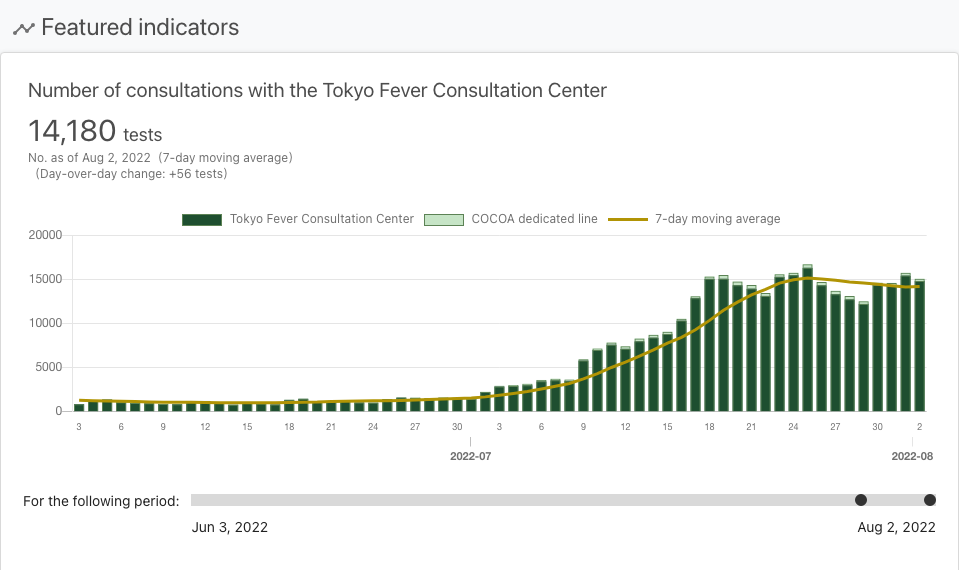 Featured indicators
Number of consultations with the Tokyo Fever Consultation Center
14,180 tests
No. as of Aug 2, 2022 (7-day moving average)
(Day-over-day change: +56 tests)
Tokyo Fever Consultation Center COCOA dedicated line 7-day moving average
20000
15000
10000
5000
0
3 6 9 12 15 18 21 24 27 30 3 6 9 12 15 18 21 24 27 30 2
2022-07 2022-08
For the following period:
Jun 3, 2022 Aug 2, 2022